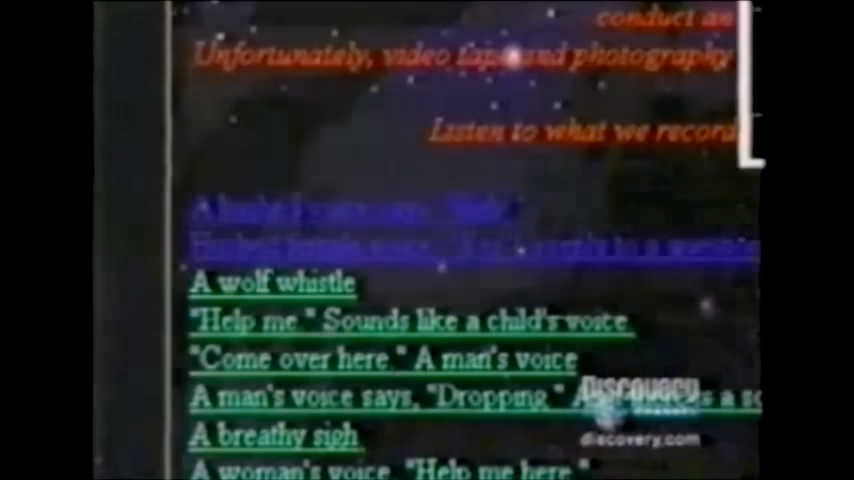 conduct an
Unfortunately, video tape and photography
Listen to what we record
A wolf whistle
"Help me." Sounds like a child's voice.
"Come over here." A man's voice
A man's voice says, "Dropping." A
as a
A breathy sigh
A woman's voice, "Help me here."
Discovery
discovery.com